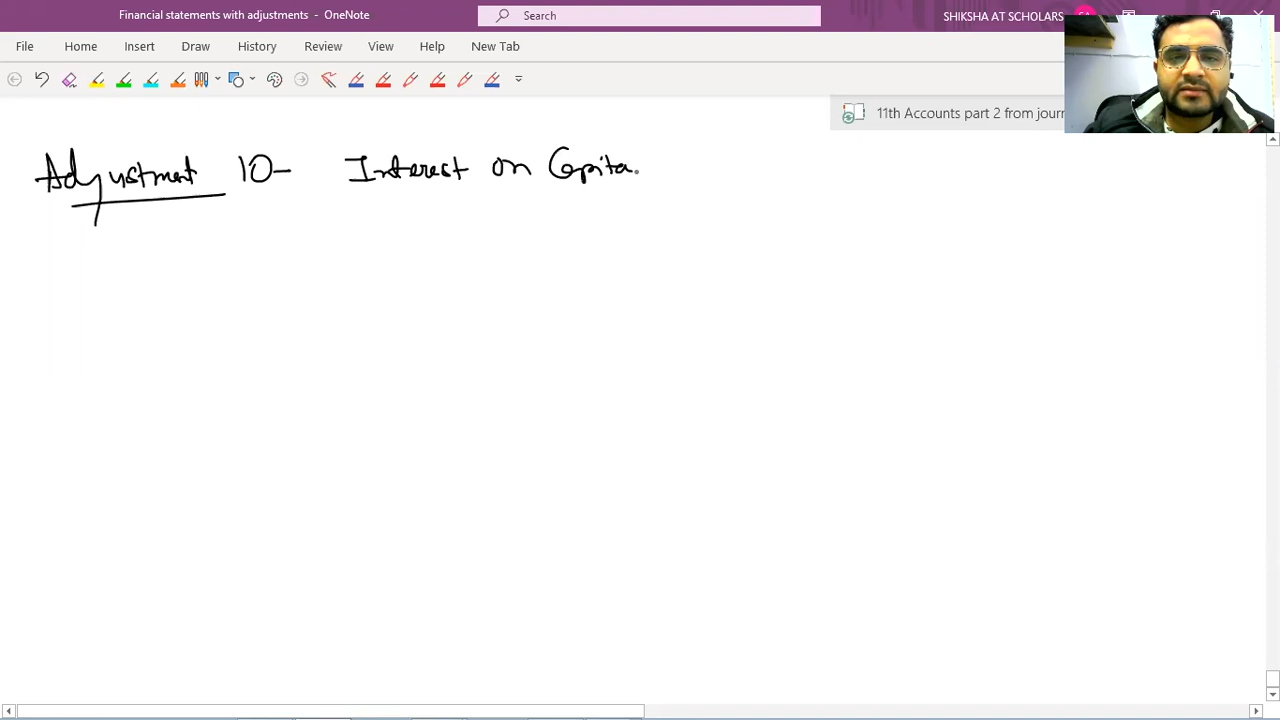 Financial statements with adjustments - OneNote
Search
SHIKSHA AT SCHOLARS
File Home Insert Draw History Review View Help New Tab
11th Accounts part 2 from jour
Adjustment 10- Interest on Capita